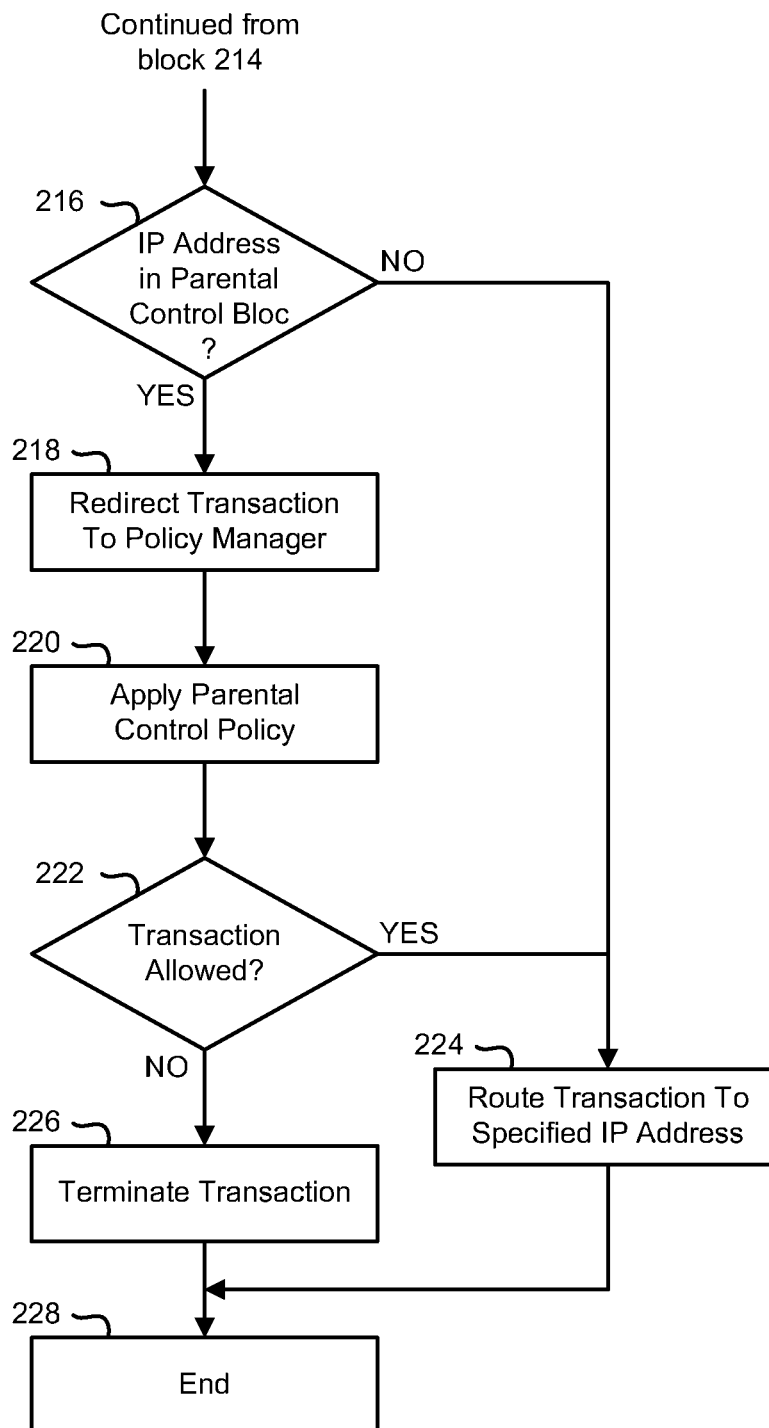 Continued from
block 214
216
IP Address
in Parental
Control Bloc
?
NO
YES
218
Redirect Transaction
To Policy Manager
220
Apply Parental
Control Policy
222
Transaction
Allowed?
YES
NO
224
Route Transaction To
Specified IP Address
226
Terminate Transaction
228
End